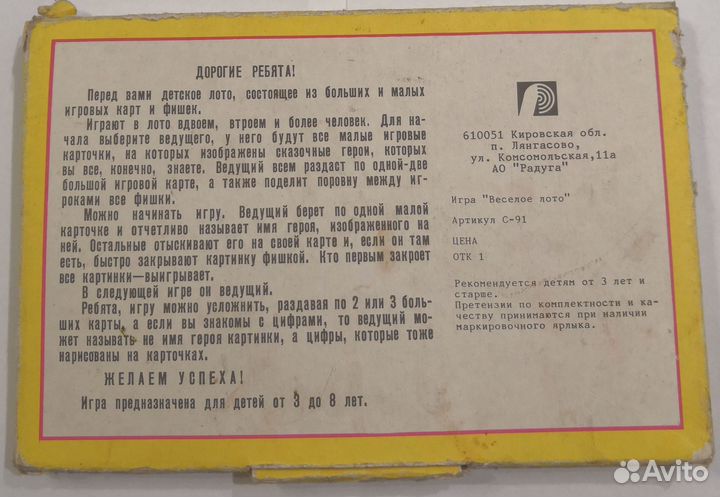 ДОРОГИЕ РЕБЯТА!
Перед вами детское лото, состоящее из больших и малых
игровых карт и фишек.
Играют в лото вдвоем, втроем и более человек. Для на-
чала выберите ведущего, у него будут все малые игровые
карточки, на которых изображены сказочные герои, которых
вы все, конечно, знаете. Ведущий всем раздаст по одной-две
большой игровой карте, а также поделит поровну между иг-
роками все фишки.
Можно начинать игру. Ведущий берет по одной малой
карточке и отчетливо называет имя героя, изображенного на
ней. Остальные отыскивают его на своей карте и, если он там
есть, быстро закрывают картинку фишкой. Кто первым закроет
все картинки—выигрывает.
В следующей игре он ведущий.
Ребята, игру можно усложнить, раздавая по 2 или 3 боль-
ших карты, а если вы знакомы с цифрами, то ведущий мо-
жет называть не имя героя картинки, а цифры, которые тоже
нарисованы на карточках.
ЖЕЛАЕМ УСПЕХА!
Игра предназначена для детей от 3 до 8 лет.
610051 Кировская обл.
п. Лянгасово,
ул. Комсомольская,11а
АО "Радуга"
Игра "Веселое лото"
Артикул С-91
ЦЕНА
ОТК 1
Рекомендуется детям от 3 лет и
старше.
Претензии по комплектности и ка-
честву принимаются при наличии
маркировочного ярлыка.
Avito